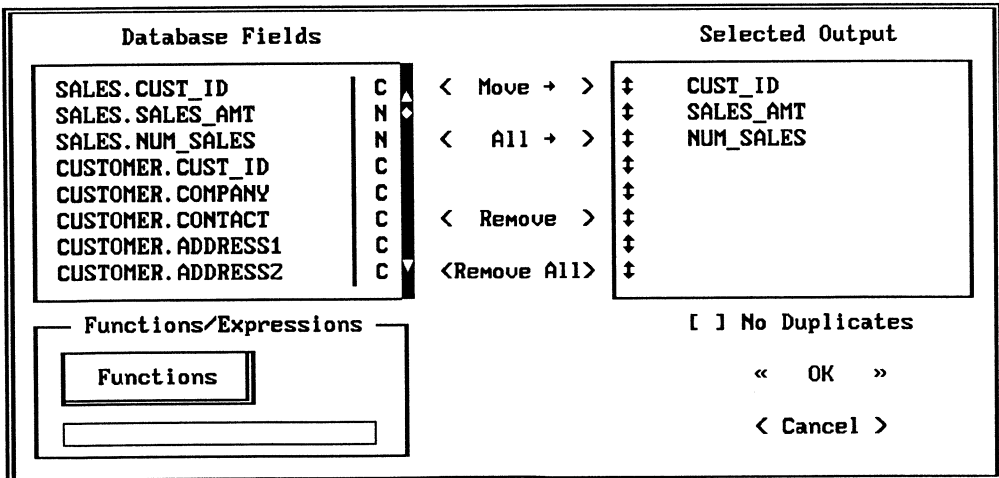 Database Fields
SALES.CUST_ID C
SALES.SALES_AMT N
SALES.NUM_SALES N
CUSTOMER.CUST_ID C
CUSTOMER.COMPANY C
CUSTOMER.CONTACT C
CUSTOMER.ADDRESS1 C
CUSTOMER.ADDRESS2 C
< Move → >
< All → >
< Remove >
<Remove All>
Selected Output
↕ CUST_ID
↕ SALES_AMT
↕ NUM_SALES
↕
↕
↕
↕
↕
Functions/Expressions
Functions
[ ] No Duplicates
« OK »
< Cancel >